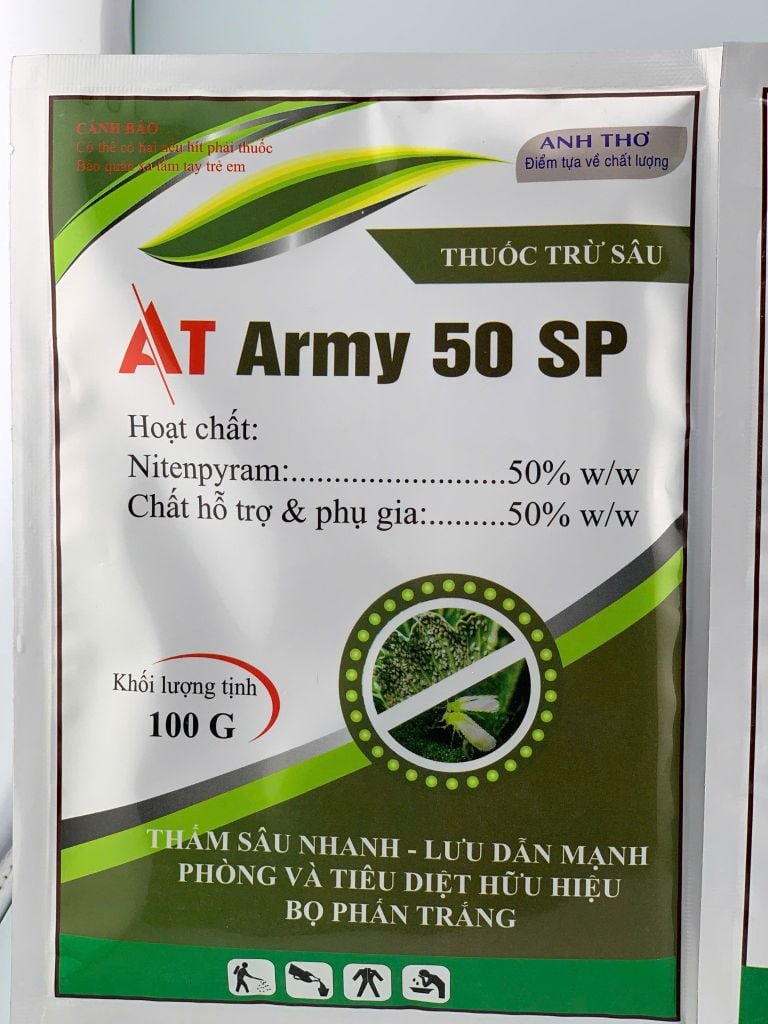 CẢNH BÁO
Có thể có hại nếu hít phải thuốc
Bảo quản xa tầm tay trẻ em
ANH THƠ
Điểm tựa về chất lượng
THUỐC TRỪ SÂU
AT Army 50 SP
Hoạt chất:
Nitenpyram:........................50% w/w
Chất hỗ trợ & phụ gia:.........50% w/w
Khối lượng tịnh
100 G
THẤM SÂU NHANH - LƯU DẪN MẠNH
PHÒNG VÀ TIÊU DIỆT HỮU HIỆU
BỌ PHẤN TRẮNG